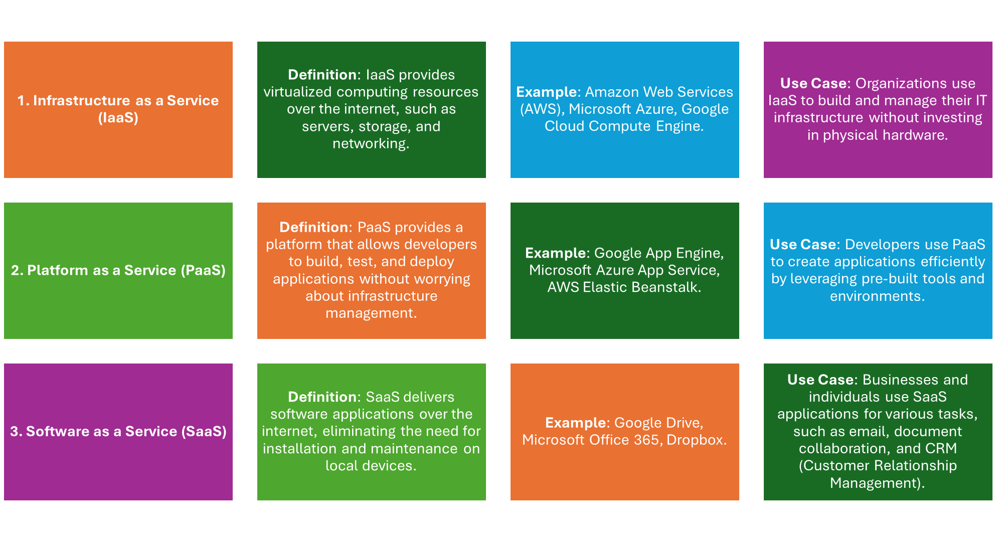 1. Infrastructure as a Service
(IaaS)
Definition: IaaS provides
virtualized computing resources
over the internet, such as
servers, storage, and
networking.
Example: Amazon Web Services
(AWS), Microsoft Azure, Google
Cloud Compute Engine.
Use Case: Organizations use
IaaS to build and manage their IT
infrastructure without investing
in physical hardware.
2. Platform as a Service (PaaS)
Definition: PaaS provides a
platform that allows developers
to build, test, and deploy
applications without worrying
about infrastructure
management.
Example: Google App Engine,
Microsoft Azure App Service,
AWS Elastic Beanstalk.
Use Case: Developers use PaaS
to create applications efficiently
by leveraging pre-built tools and
environments.
3. Software as a Service (SaaS)
Definition: SaaS delivers
software applications over the
internet, eliminating the need for
installation and maintenance on
local devices.
Example: Google Drive,
Microsoft Office 365, Dropbox.
Use Case: Businesses and
individuals use SaaS
applications for various tasks,
such as email, document
collaboration, and CRM
(Customer Relationship
Management).